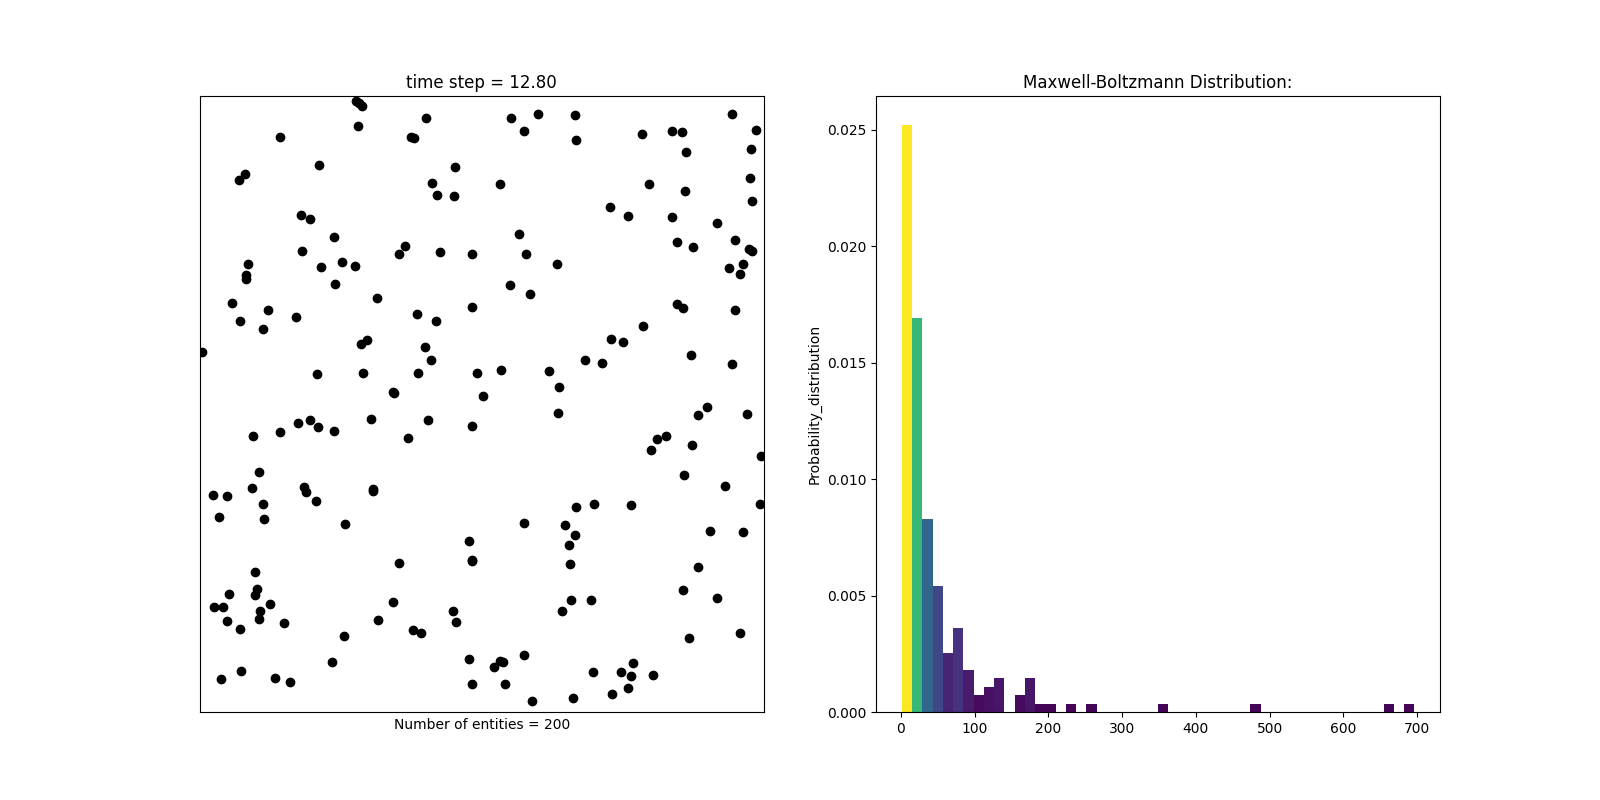 time step = 12.80
Number of entities = 200
Maxwell-Boltzmann Distribution:
Probability_distribution
0.025
0.020
0.015
0.010
0.005
0.000
0 100 200 300 400 500 600 700